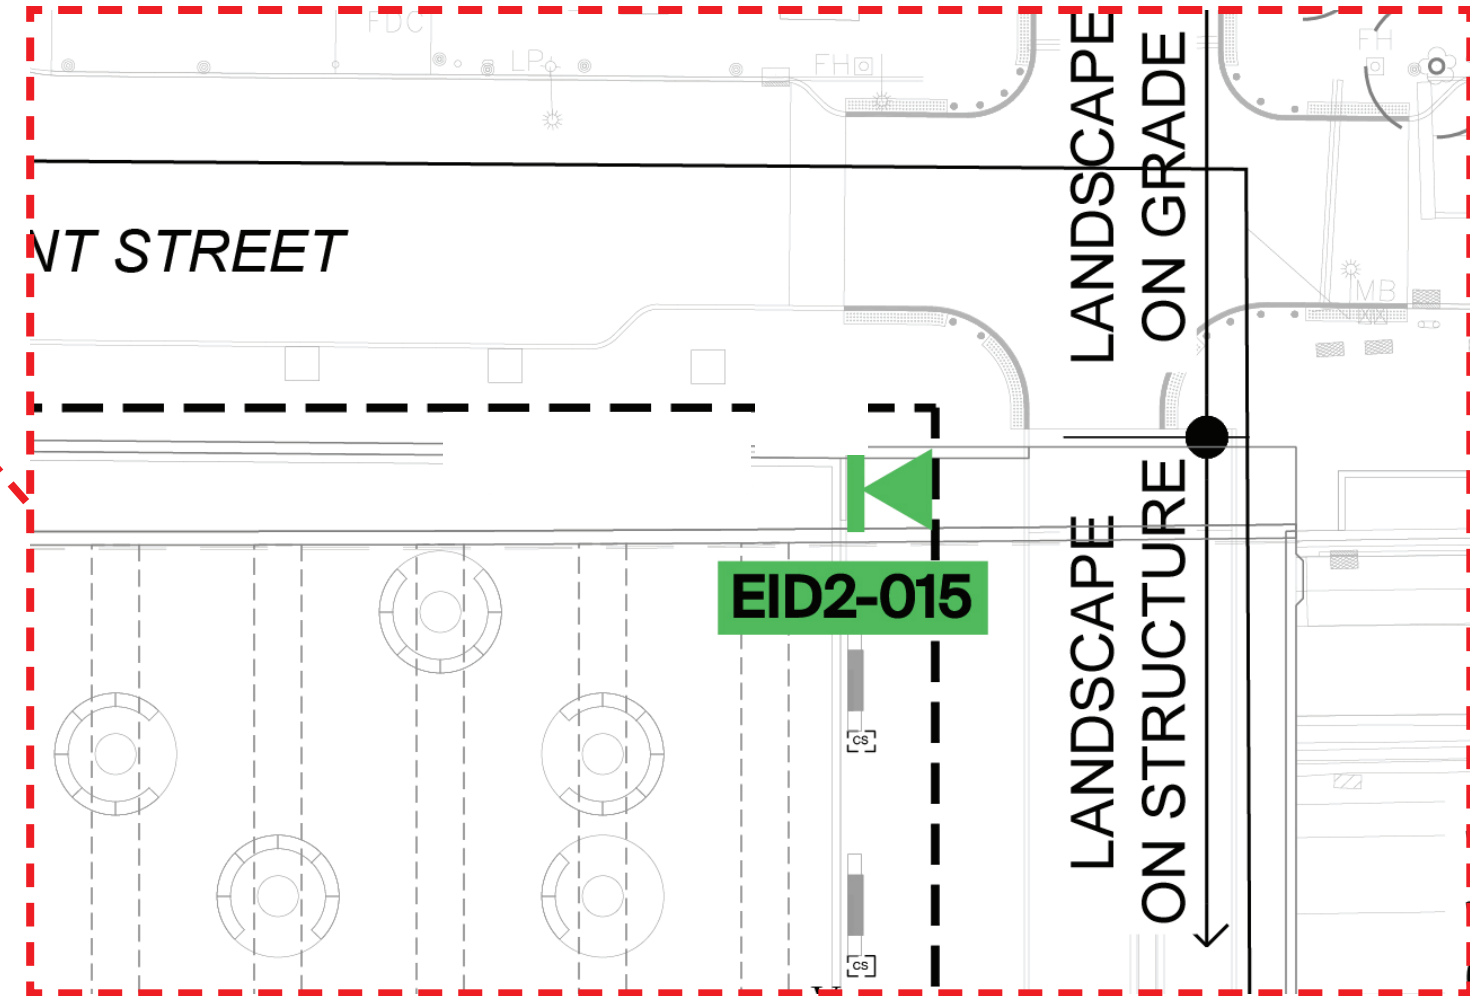 FDC
LP
FH
FH
LANDSCAPE
ON GRADE
NT STREET
MB
EID2-015
LANDSCAPE
ON STRUCTURE
CS
CS